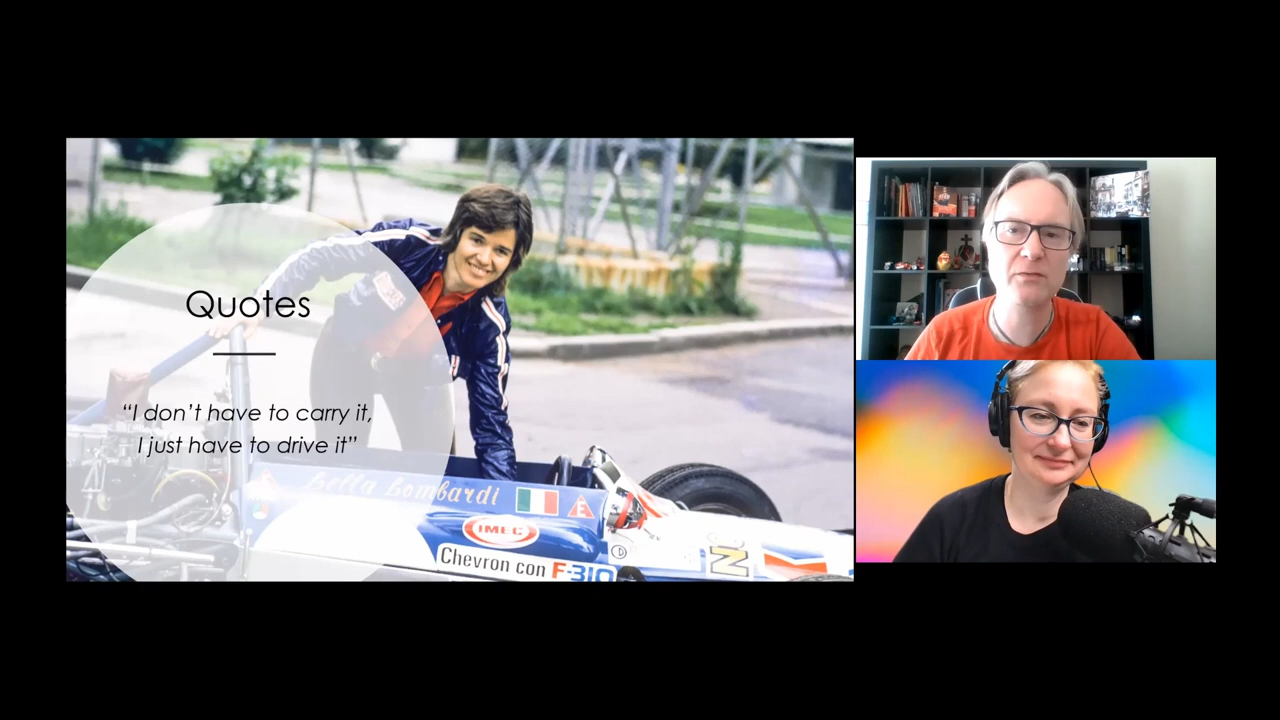 Quotes
“I don’t have to carry it,
I just have to drive it”
Lella Lombardi
E
IMEC
Chevron con F-310